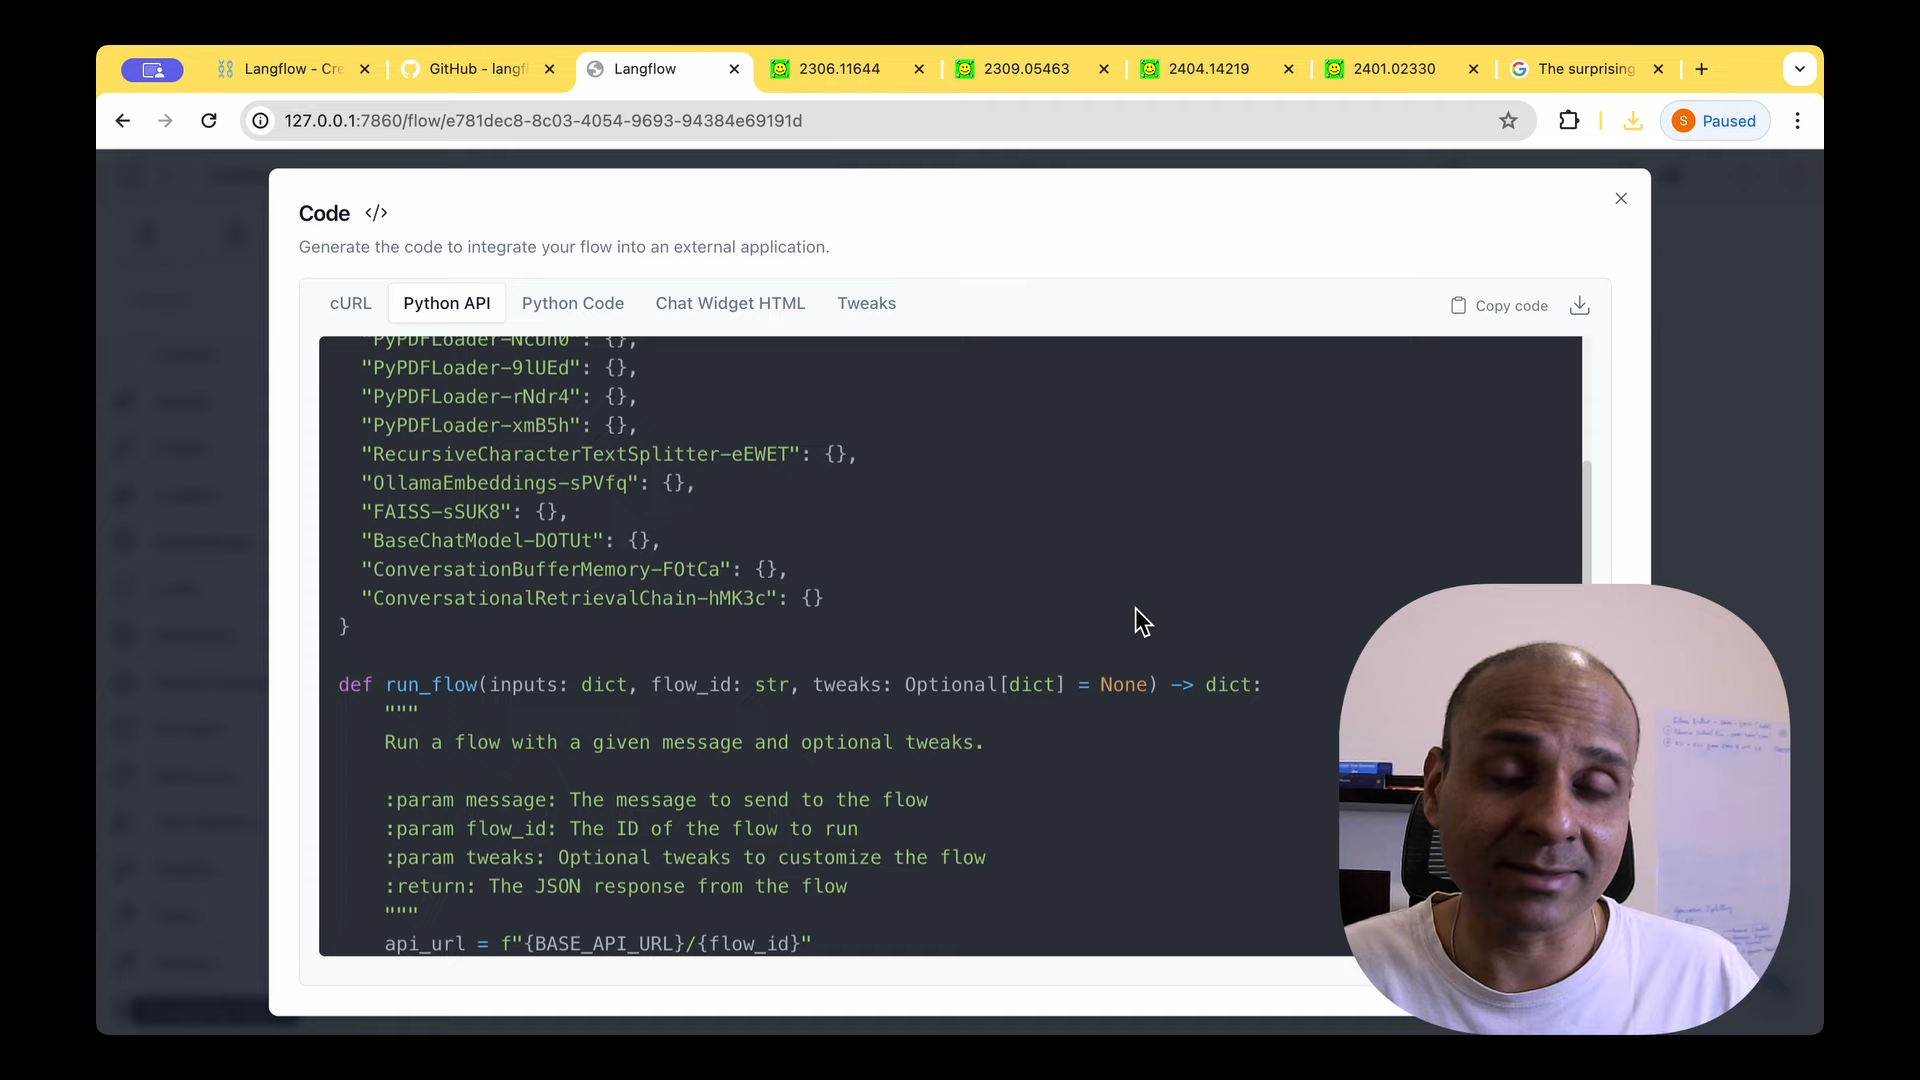 Langflow - Cre
GitHub - langfl
Langflow
2306.11644
2309.05463
2404.14219
2401.02330
The surprising
127.0.0.1:7860/flow/e781dec8-8c03-4054-9693-94384e69191d
S
Paused
Code </>
Generate the code to integrate your flow into an external application.
cURL
Python API
Python Code
Chat Widget HTML
Tweaks
Copy code
"PyPDFLoader-NcUn0": {},
"PyPDFLoader-9lUEd": {},
"PyPDFLoader-rNdr4": {},
"PyPDFLoader-xmB5h": {},
"RecursiveCharacterTextSplitter-eEWET": {},
"OllamaEmbeddings-sPVfq": {},
"FAISS-sSUK8": {},
"BaseChatModel-DOTUt": {},
"ConversationBufferMemory-FOtCa": {},
"ConversationalRetrievalChain-hMK3c": {}
}
def run_flow(inputs: dict, flow_id: str, tweaks: Optional[dict] = None) -> dict:
"""
Run a flow with a given message and optional tweaks.
:param message: The message to send to the flow
:param flow_id: The ID of the flow to run
:param tweaks: Optional tweaks to customize the flow
:return: The JSON response from the flow
"""
api_url = f"{BASE_API_URL}/{flow_id}"